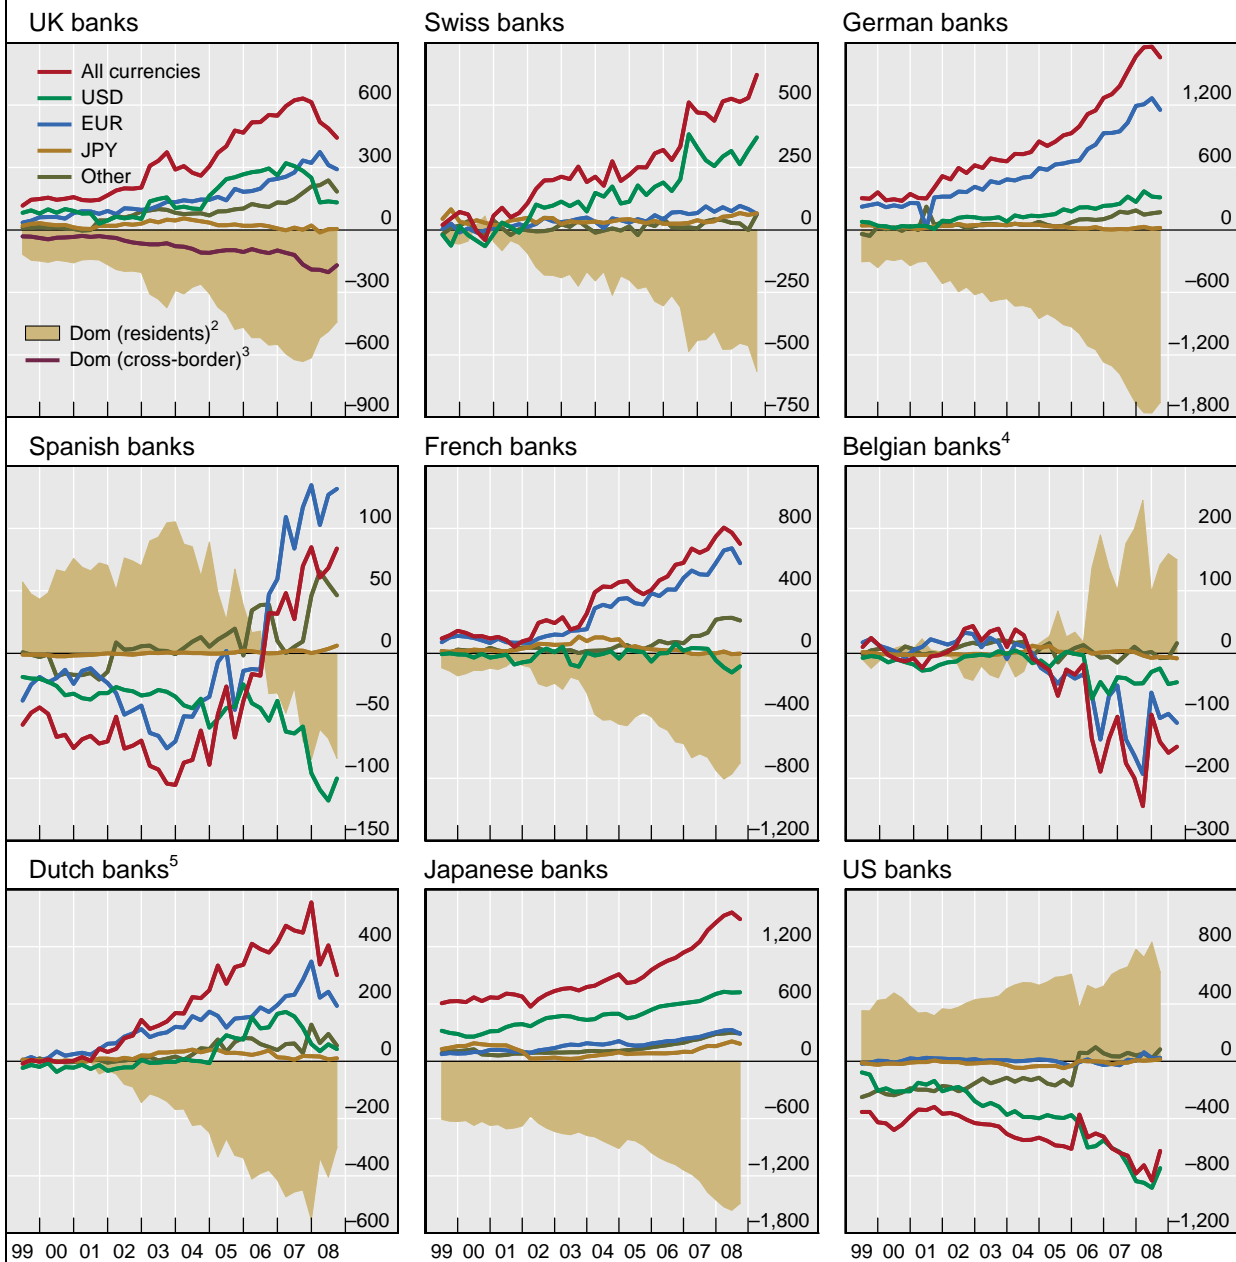 UK banks
Swiss banks
German banks
All currencies
USD
EUR
JPY
Other
Dom (residents)2
Dom (cross-border)3
600
300
0
–300
–600
–900
500
250
0
–250
–500
–750
1,200
600
0
–600
–1,200
–1,800
Spanish banks
French banks
Belgian banks4
100
50
0
–50
–100
–150
800
400
0
–400
–800
–1,200
200
100
0
–100
–200
–300
Dutch banks5
Japanese banks
US banks
400
200
0
–200
–400
–600
1,200
600
0
–600
–1,200
–1,800
800
400
0
–400
–800
–1,200
99 00 01 02 03 04 05 06 07 08
99 00 01 02 03 04 05 06 07 08
99 00 01 02 03 04 05 06 07 08